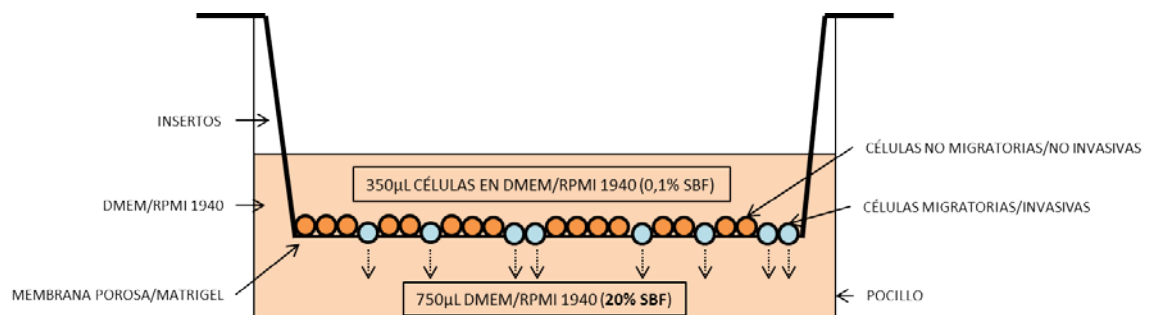 INSERTOS
CÉLULAS NO MIGRATORIAS/NO INVASIVAS
350µL CÉLULAS EN DMEM/RPMI 1940 (0,1% SBF)
DMEM/RPMI 1940
CÉLULAS MIGRATORIAS/INVASIVAS
MEMBRANA POROSA/MATRIGEL
750µL DMEM/RPMI 1940 (20% SBF)
POCILLO